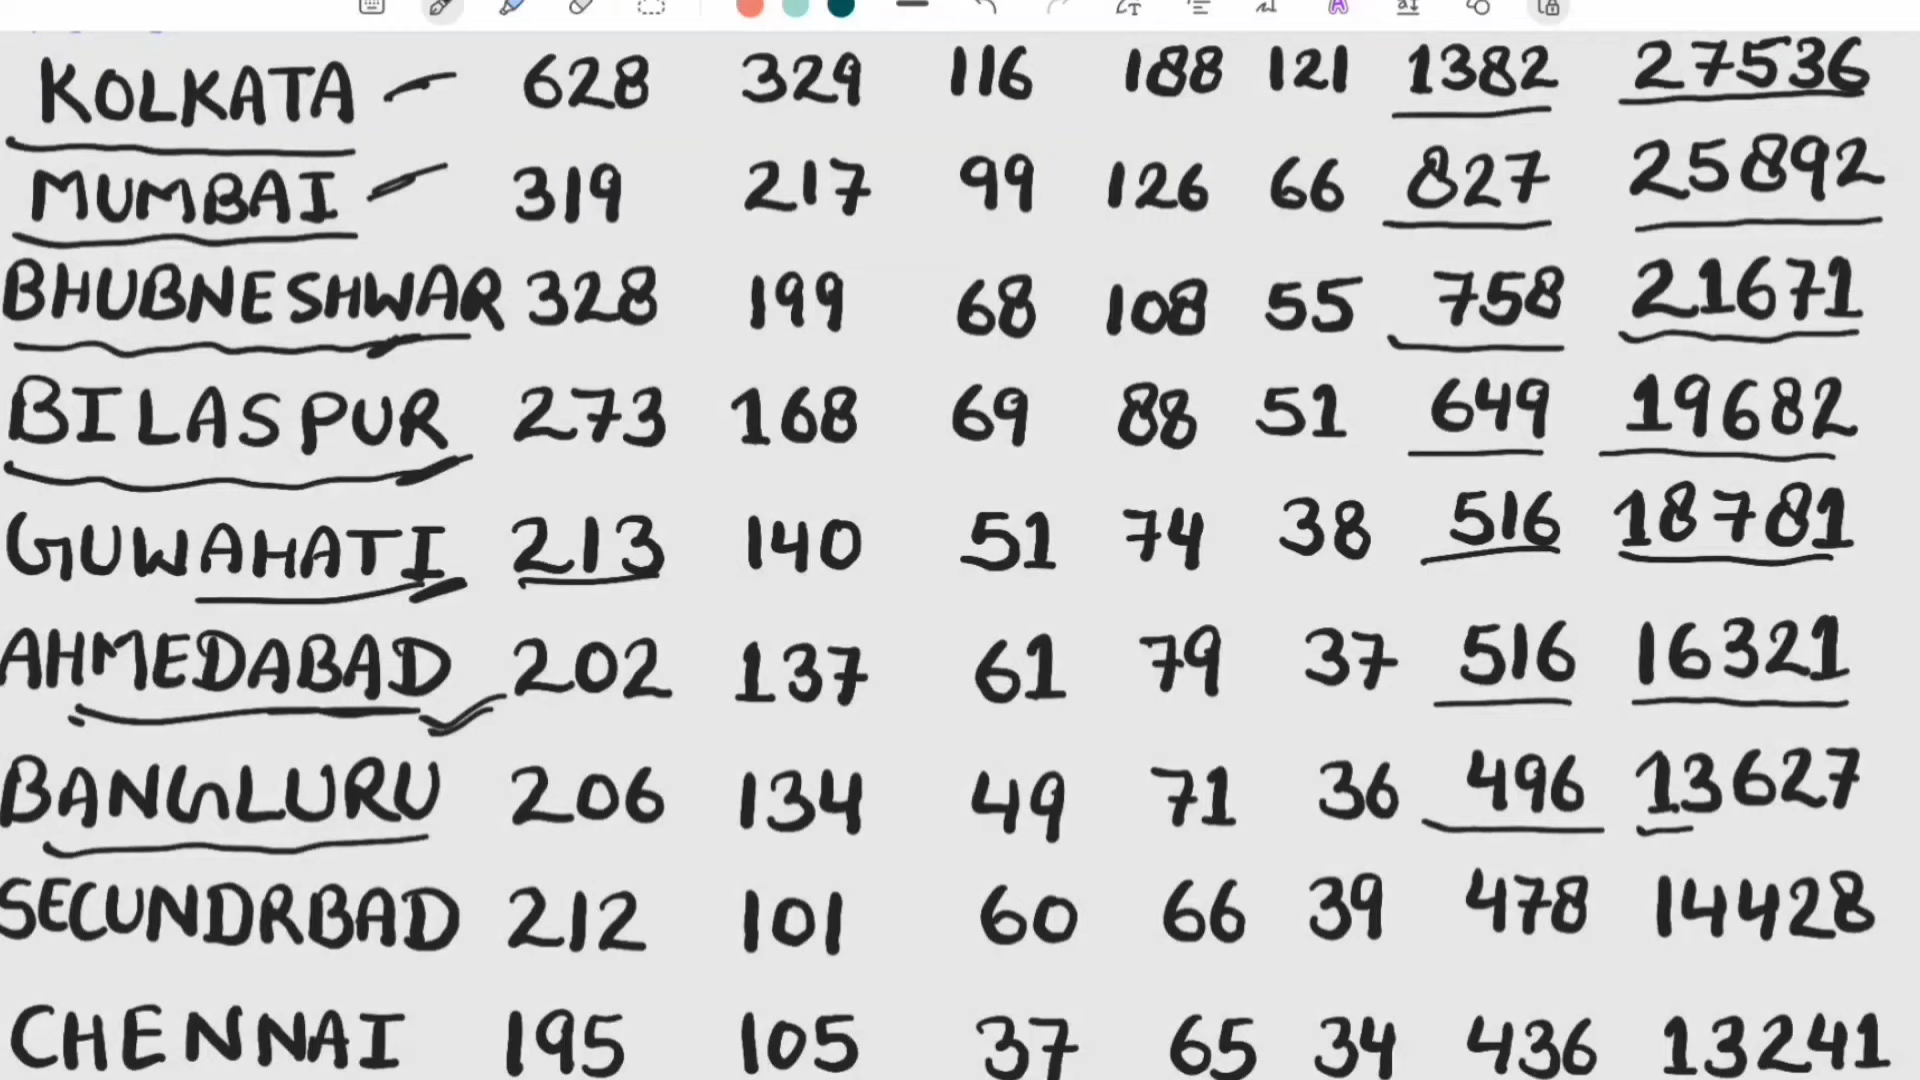 KOLKATA - 628 329 116 188 121 1382 27536
MUMBAI - 319 217 99 126 66 827 25892
BHUBNESHWAR 328 199 68 108 55 758 21671
BILASPUR 273 168 69 88 51 649 19682
GUWAHATI 213 140 51 74 38 516 18781
AHMEDABAD 202 137 61 79 37 516 16321
BANGLURU 206 134 49 71 36 496 13627
SECUNDRBAD 212 101 60 66 39 478 14428
CHENNAI 195 105 37 65 34 436 13241